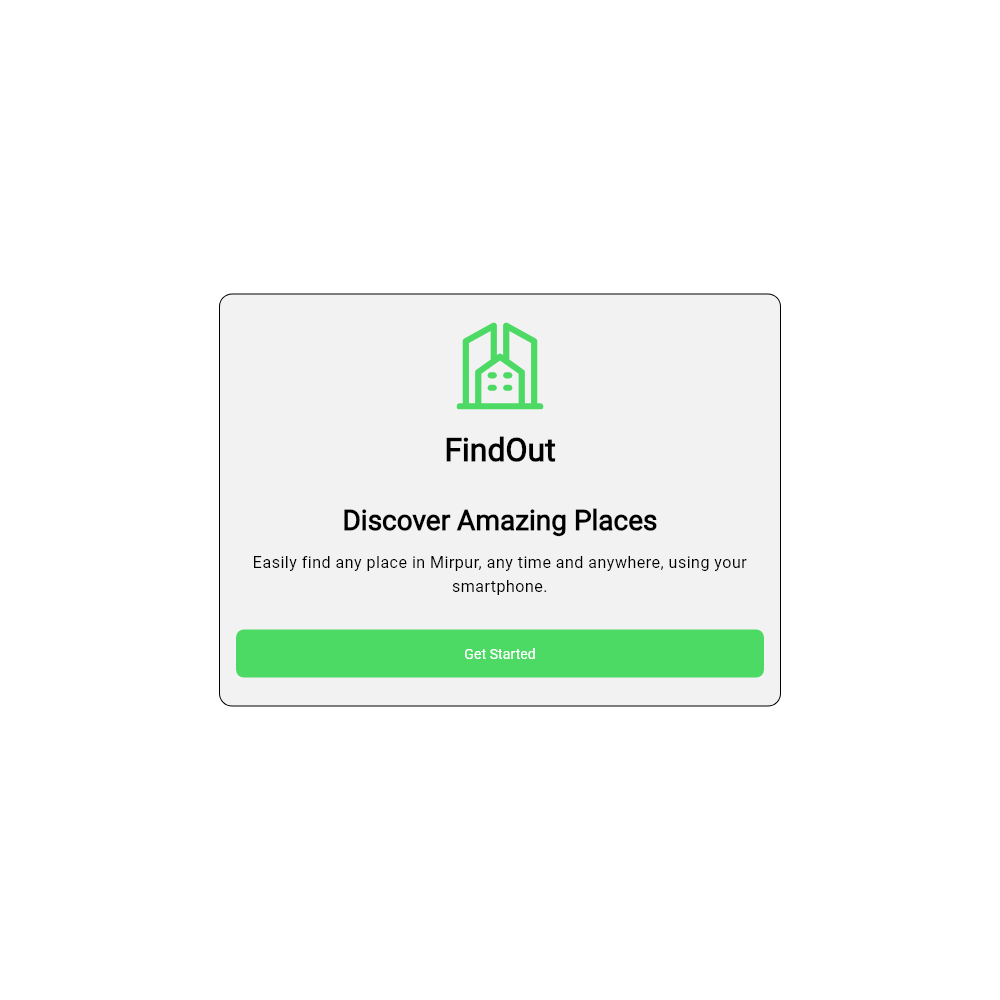 FindOut
Discover Amazing Places
Easily find any place in Mirpur, any time and anywhere, using your
smartphone.
Get Started